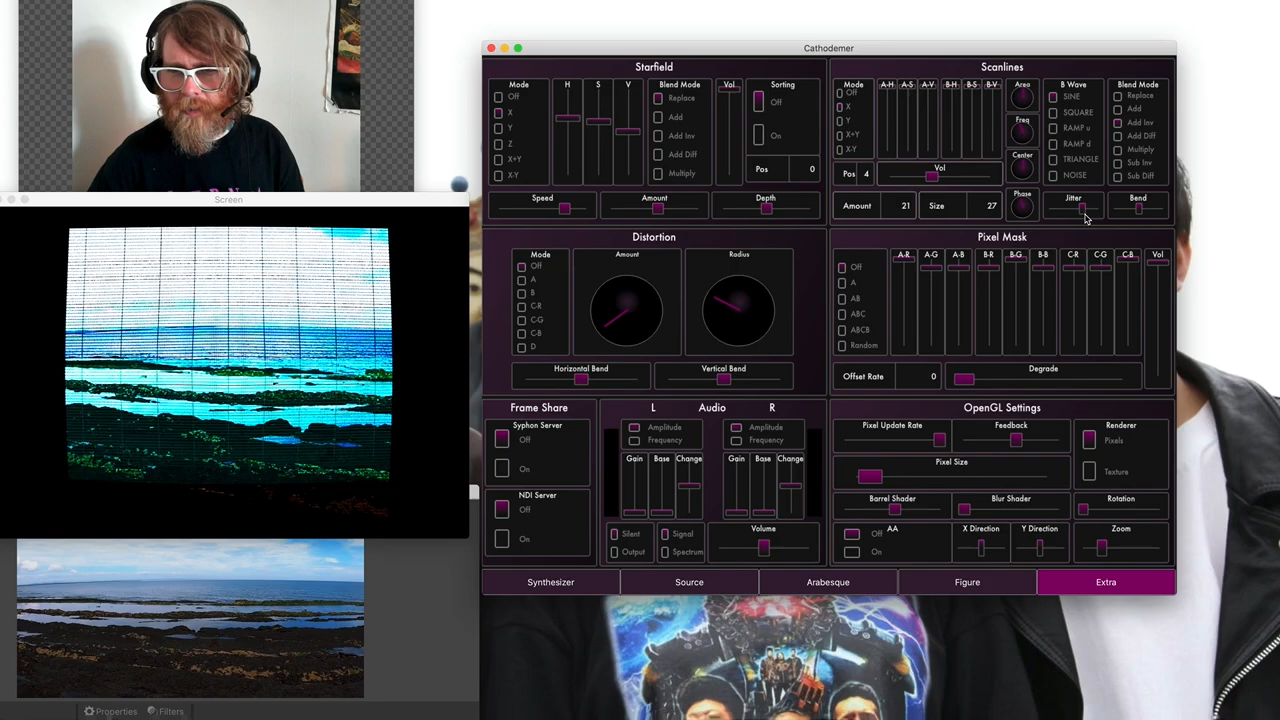 Cathodemer
Starfield
Mode
Off
X
Y
Z
X+Y
X-Y
H S V
Blend Mode
Replace
Add
Add Inv
Add Diff
Multiply
Vol
Sorting
Off
On
Pos 0
Speed
Amount
Depth
Scanlines
Mode
Off
X
Y
X+Y
X-Y
A-H A-S A-V B-H B-S B-V
Area
Freq
Center
Phase
B Wave
SINE
SQUARE
RAMP u
RAMP d
TRIANGLE
NOISE
Blend Mode
Replace
Add
Add Inv
Add Diff
Multiply
Sub Inv
Sub Diff
Pos 4
Vol
Amount 21
Size 27
Jitter
Bend
Screen
Distortion
Mode
Off
C-B
D
Amount
Radius
Horizontal Bend
Vertical Bend
Pixel Mask
Off
ABC
ABCB
Random
A-R A-G A-B B-R B-G B-B C-R C-G C-B
Vol
Offset Rate 0
Degrade
Frame Share
Syphon Server
Off
On
NDI Server
Off
On
L Audio R
Amplitude
Frequency
Gain Base Change
Amplitude
Frequency
Gain Base Change
Silent
Output
Signal
Spectrum
Volume
OpenGL Settings
Pixel Update Rate
Feedback
Renderer
Pixels
Texture
Pixel Size
Barrel Shader
Blur Shader
Rotation
AA
Off
On
X Direction
Y Direction
Zoom
Synthesizer
Source
Arabesque
Figure
Extra
Properties
Filters